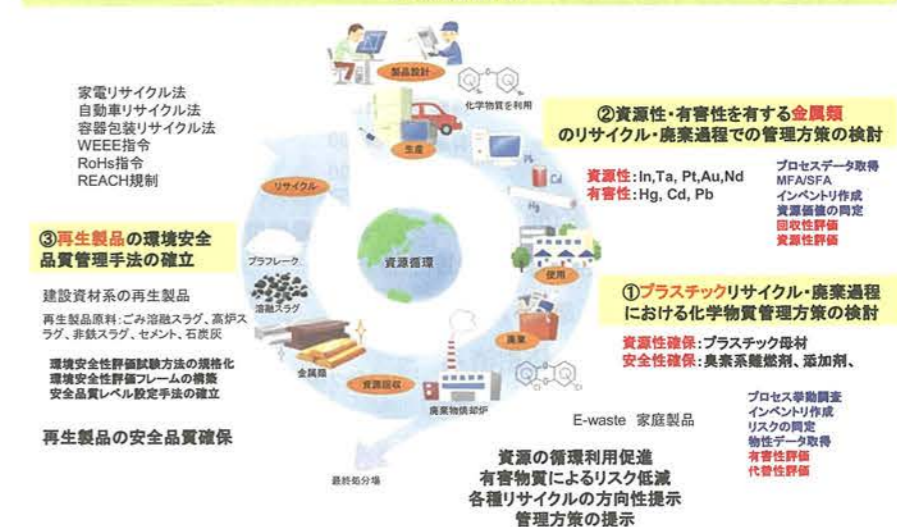 製品設計
化学物質を利用
生産
家電リサイクル法
自動車リサイクル法
容器包装リサイクル法
WEEE指令
RoHs指令
REACH規制
リサイクル
②資源性・有害性を有する金属類
のリサイクル・廃棄過程での管理方策の検討
資源性:In,Ta, Pt,Au,Nd
有害性:Hg, Cd, Pb
プロセスデータ取得
MFA/SFA
インベントリ作成
資源価値の同定
回収性評価
資源性評価
Cd
Hg
③再生製品の環境安全
品質管理手法の確立
プラフレーク
資源循環
使用
建設資材系の再生製品
再生製品原料:ごみ溶融スラグ、高炉ス
ラグ、非鉄スラグ、セメント、石炭灰
溶融スラグ
①プラスチックリサイクル・廃棄過程
における化学物質管理方策の検討
廃棄
資源性確保:プラスチック母材
安全性確保:臭素系難燃剤、添加剤、
環境安全性評価試験方法の規格化
環境安全性評価フレームの構築
安全品質レベル設定手法の確立
金属類
資源回収
廃棄物焼却炉
再生製品の安全品質確保
E-waste 家庭製品
プロセス挙動調査
インベントリ作成
リスクの同定
物性データ取得
有害性評価
代替性評価
最終処分場
資源の循環利用促進
有害物質によるリスク低減
各種リサイクルの方向性提示
管理方策の提示